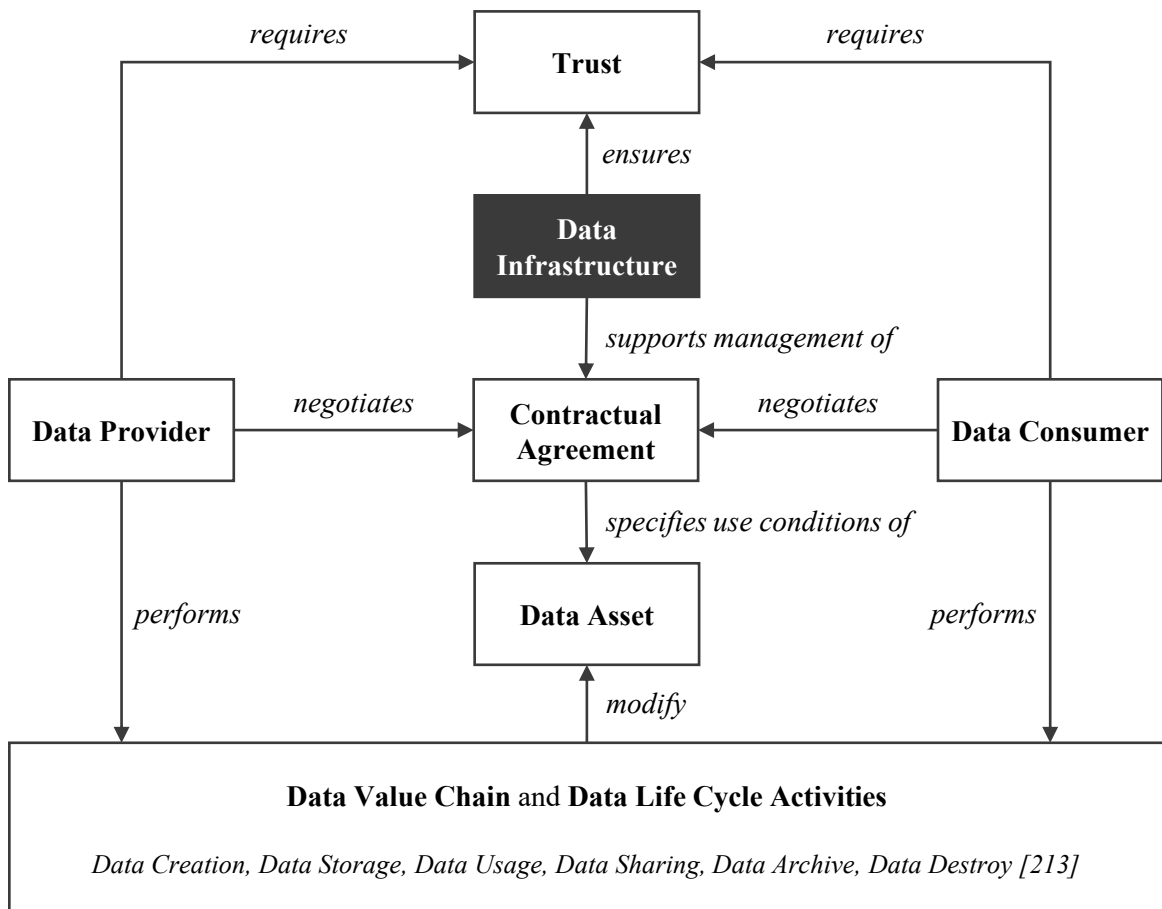 requires
requires
Trust
ensures
Data
Infrastructure
supports management of
Data Provider
negotiates
Contractual
Agreement
negotiates
Data Consumer
specifies use conditions of
performs
Data Asset
performs
modify
Data Value Chain and Data Life Cycle Activities
Data Creation, Data Storage, Data Usage, Data Sharing, Data Archive, Data Destroy [213]